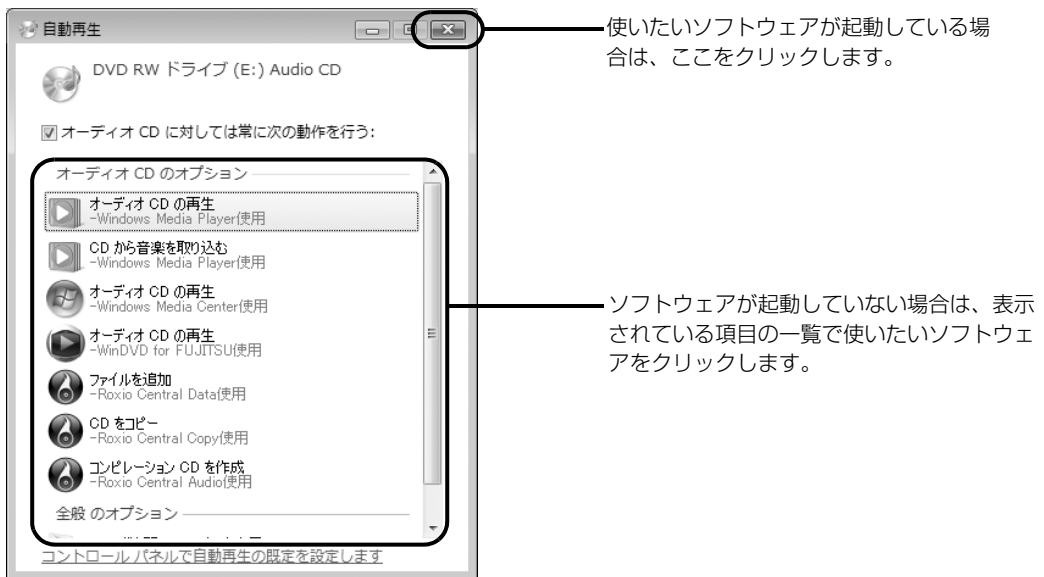 自動再生
使いたいソフトウェアが起動している場
合は、ここをクリックします。
DVD RW ドライブ (E:) Audio CD
オーディオ CD に対しては常に次の動作を行う:
オーディオ CD のオプション
オーディオ CD の再生
-Windows Media Player使用
CD から音楽を取り込む
-Windows Media Player使用
オーディオ CD の再生
-Windows Media Center使用
オーディオ CD の再生
-WinDVD for FUJITSU使用
ファイルを追加
-Roxio Central Data使用
CD をコピー
-Roxio Central Copy使用
コンピレーション CD を作成
-Roxio Central Audio使用
全般 のオプション
コントロール パネルで自動再生の既定を設定します
ソフトウェアが起動していない場合は、表示
されている項目の一覧で使いたいソフトウェ
アをクリックします。